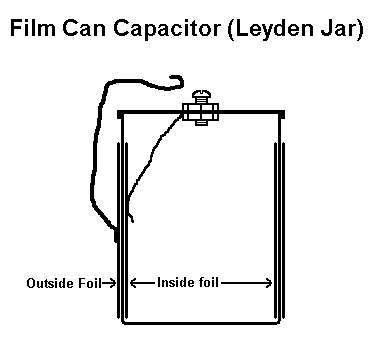 Film Can Capacitor (Leyden Jar)
Outside Foil Inside foil